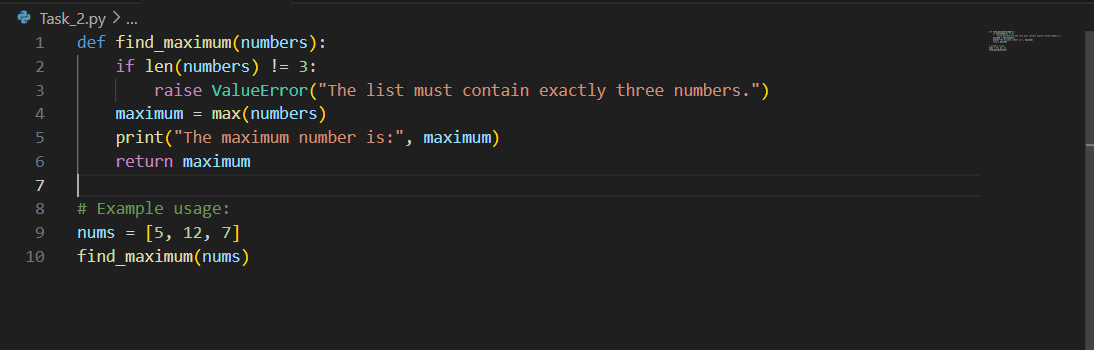 Task_2.py > ...
1 def find_maximum(numbers):
2     if len(numbers) != 3:
3         raise ValueError("The list must contain exactly three numbers.")
4     maximum = max(numbers)
5     print("The maximum number is:", maximum)
6     return maximum
7
8 # Example usage:
9 nums = [5, 12, 7]
10 find_maximum(nums)